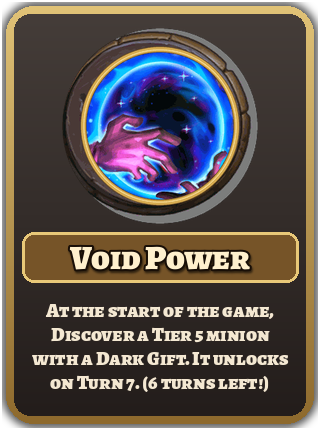 Void Power
At the start of the game,
Discover a Tier 5 minion
with a Dark Gift. It unlocks
on Turn 7. (6 turns left!)